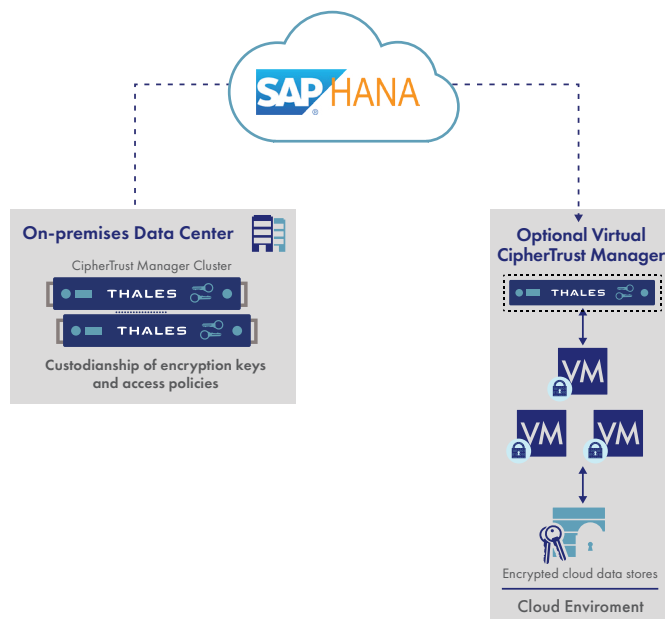 SAP HANA
®
On-premises Data Center
CipherTrust Manager Cluster
THALES
THALES
Custodianship of encryption keys
and access policies
Optional Virtual
CipherTrust Manager
THALES
VM
VM
VM
Encrypted cloud data stores
Cloud Enviroment